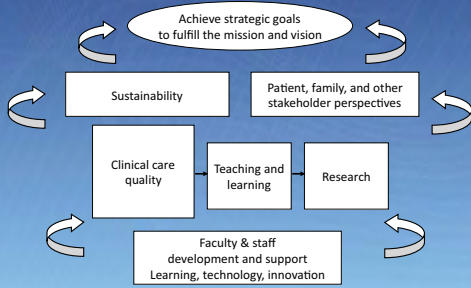 Achieve strategic goals
to fulfill the mission and vision
Sustainability
Patient, family, and other
stakeholder perspectives
Clinical care
quality
Teaching and
learning
Research
Faculty & staff
development and support
Learning, technology, innovation